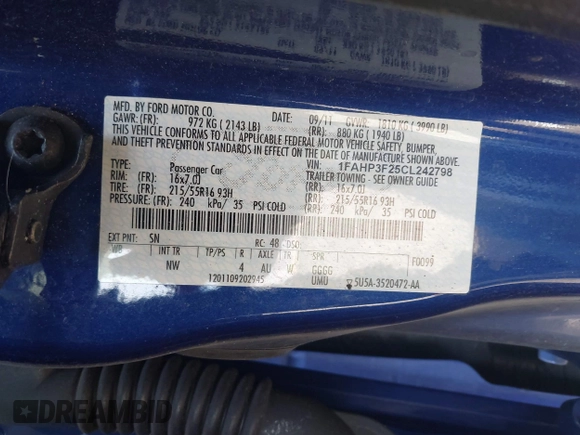 MFD. BY FORD MOTOR CO.
DATE: 09/11 GVWR: 1810 KG ( 3990 LB)
GAWR: (FR): 972 KG ( 2143 LB) (RR): 880 KG ( 1940 LB)
THIS VEHICLE CONFORMS TO ALL APPLICABLE FEDERAL MOTOR VEHICLE SAFETY, BUMPER,
AND THEFT PREVENTION STANDARDS IN EFFECT ON THE DATE OF MANUFACTURE SHOWN ABOVE.
VIN: 1FAHP3F25CL242798
TYPE: Passenger Car TRAILER TOWING - SEE OWNER GUIDE
RIM: (FR): 16x7.0J (RR): 16x7.0J
TIRE: 215/55R16 93H 215/55R16 93H
PRESSURE: (FR): 240 kPa/ 35 PSI COLD (RR): 240 kPa/ 35 PSI COLD
EXT PNT: SN RC: 48 DSO:
WB INT TR TP/PS R AXLE TR SPR F0099
NW 4 AU W GGGG
1201109202945 UMU 5U5A-3520472-AA
DREAMBID